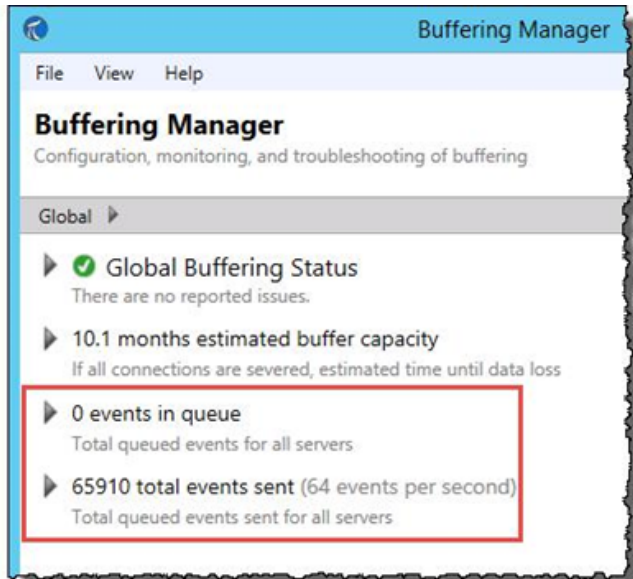 Buffering Manager
File View Help
Buffering Manager
Configuration, monitoring, and troubleshooting of buffering
Global
Global Buffering Status
There are no reported issues.
10.1 months estimated buffer capacity
If all connections are severed, estimated time until data loss
0 events in queue
Total queued events for all servers
65910 total events sent (64 events per second)
Total queued events sent for all servers